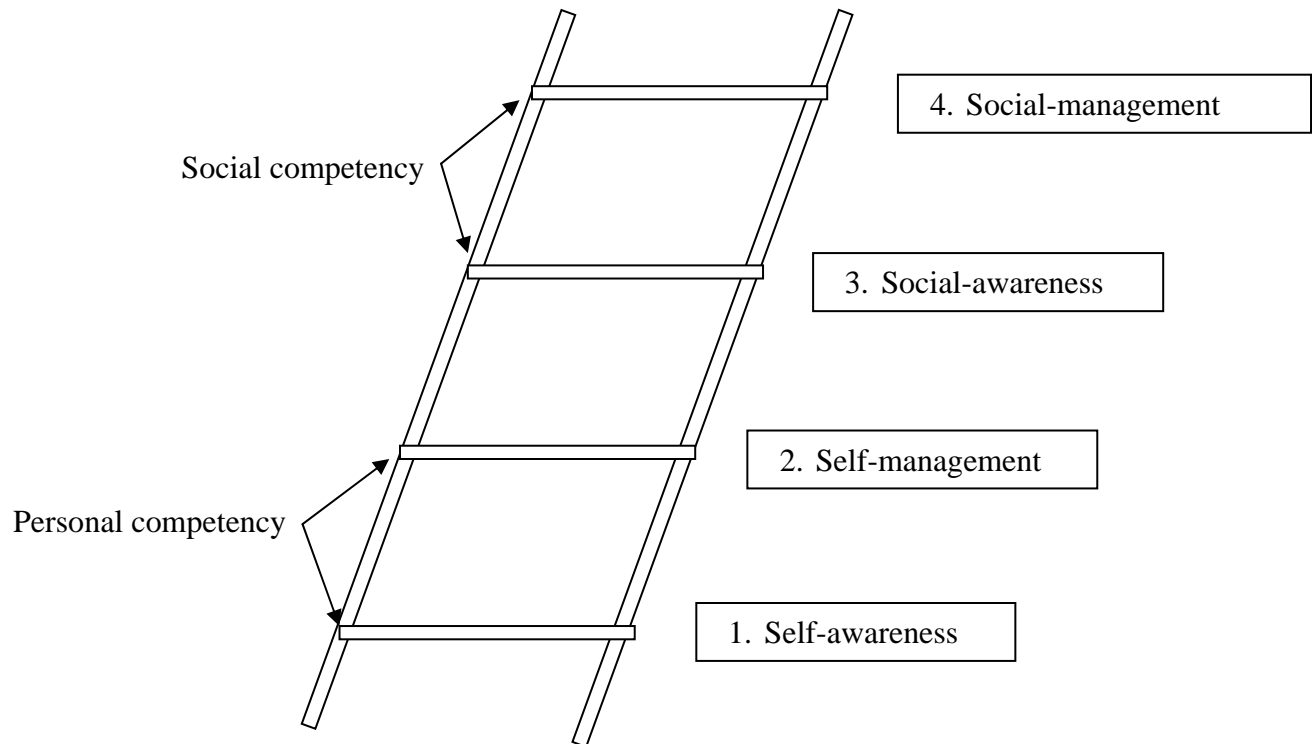 4. Social-management
Social competency
3. Social-awareness
2. Self-management
Personal competency
1. Self-awareness